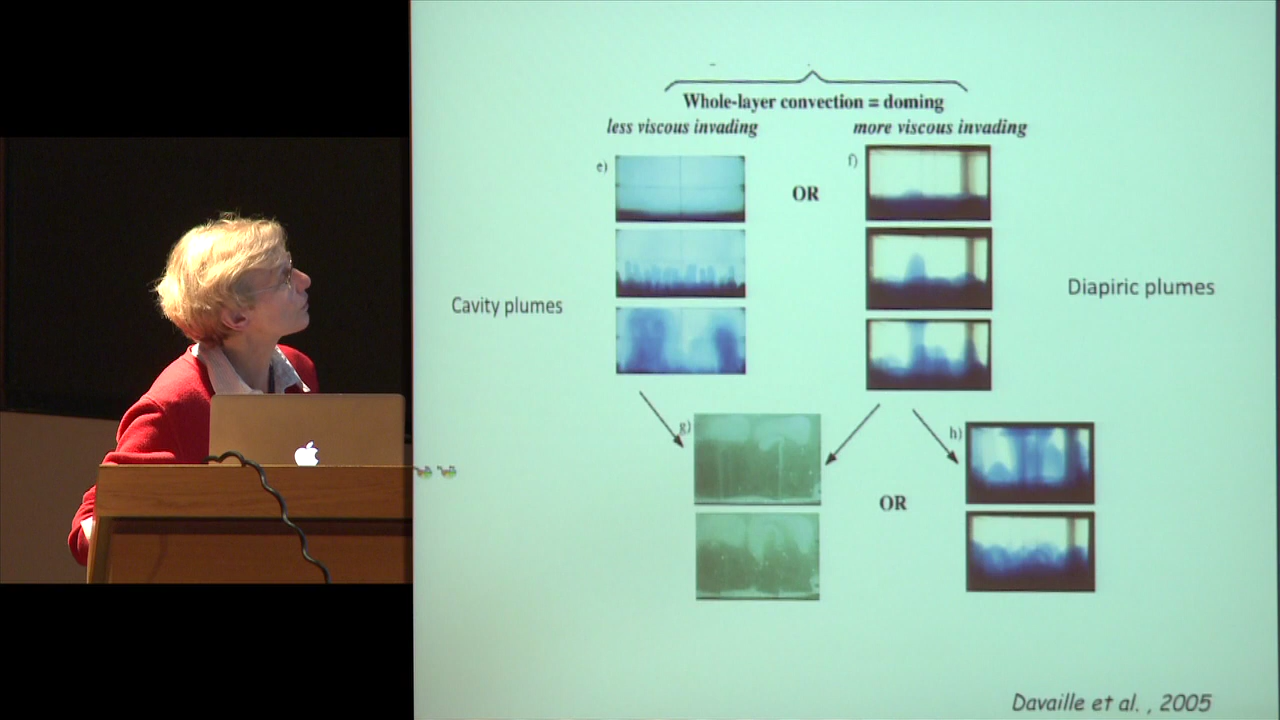 Whole-layer convection = doming
less viscous invading
more viscous invading
e)
OR
f)
Cavity plumes
Diapiric plumes
g)
h)
OR
Davaille et al. , 2005